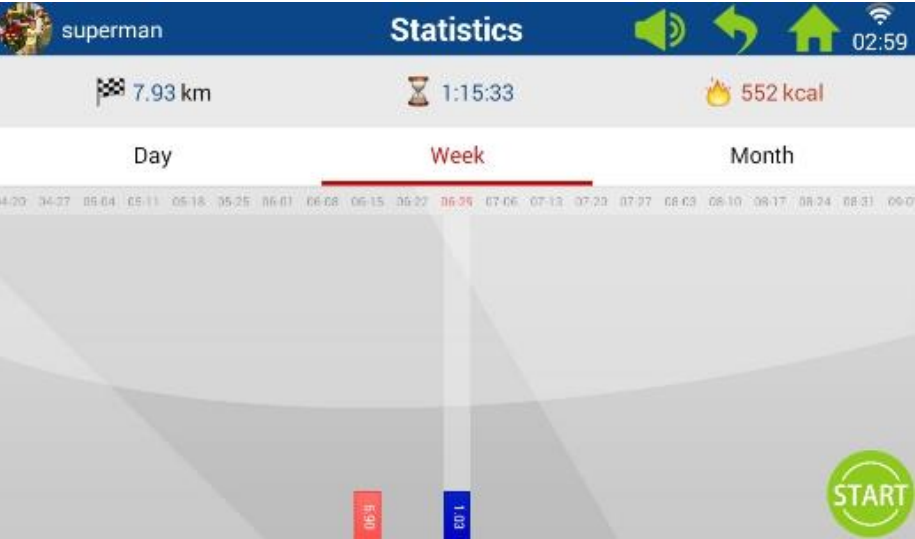 superman Statistics 02:59
7.93 km 1:15:33 552 kcal
Day Week Month
04-27 05-04 05-11 05-18 05-25 06-01 06-08 06-15 06-22 06-29 07-06 07-13 07-20 07-27 08-03 08-10 08-17 08-24 08-31
START
1.03